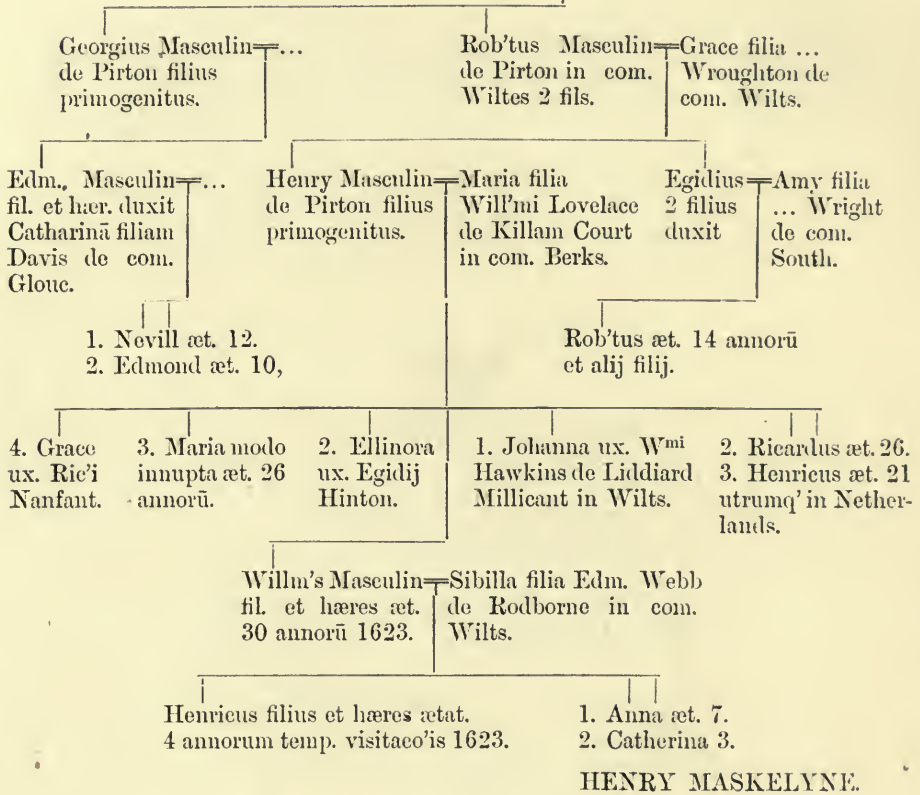 Georgius Masculin=...
de Pirton filius
primogenitus.
Rob'tus Masculin=Grace filia ...
de Pirton in com. Wroughton de
Wiltes 2 fils. com. Wilts.
Edm., Masculin=...
fil. et hær. duxit
Catharinā filiam
Davis de com.
Glouc.
Henry Masculin=Maria filia
de Pirton filius Will'mi Lovelace
primogenitus. de Killam Court
in com. Berks.
Egidius=Amy filia
2 filius ... Wright
duxit de com.
South.
1. Nevill æt. 12.
2. Edmond æt. 10,
Rob'tus æt. 14 annorū
et alij filij.
4. Grace
ux. Ric'i
Nanfant.
3. Maria modo
innupta æt. 26
annorū.
2. Ellinora
ux. Egidij
Hinton.
1. Johanna ux. Wᵐⁱ
Hawkins de Liddiard
Millicant in Wilts.
2. Ricardus æt. 26.
3. Henricus æt. 21
utrumq' in Nether-
lands.
Willm's Masculin=Sibilla filia Edm. Webb
fil. et hæres æt. de Rodborne in com.
30 annorū 1623. Wilts.
Henricus filius et hæres ætat.
4 annorum temp. visitaco'is 1623.
1. Anna æt. 7.
2. Catherina 3.
HENRY MASKELYNE.